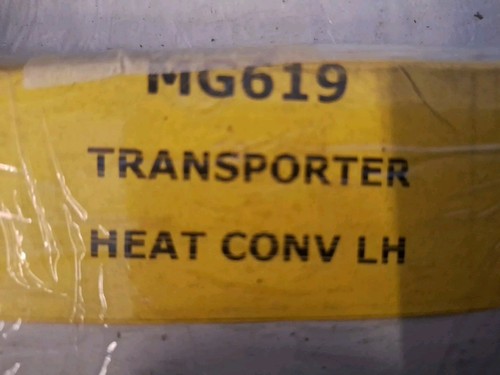 MG619
TRANSPORTER
HEAT CONV LH